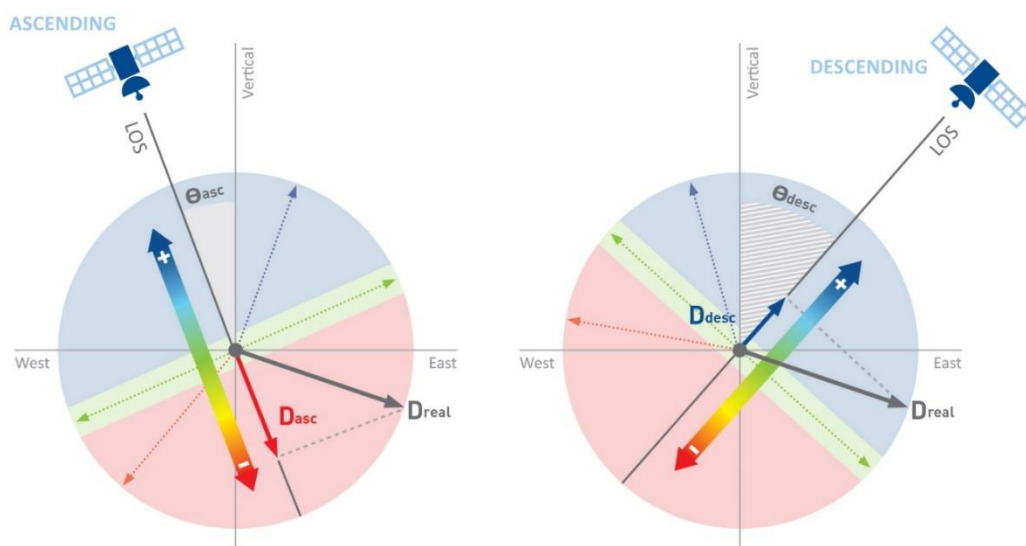 ASCENDING
LOS
Vertical
Θasc
+
West
East
Dasc
Dreal
-
DESCENDING
LOS
Vertical
Θdesc
+
Ddesc
West
East
Dreal
-